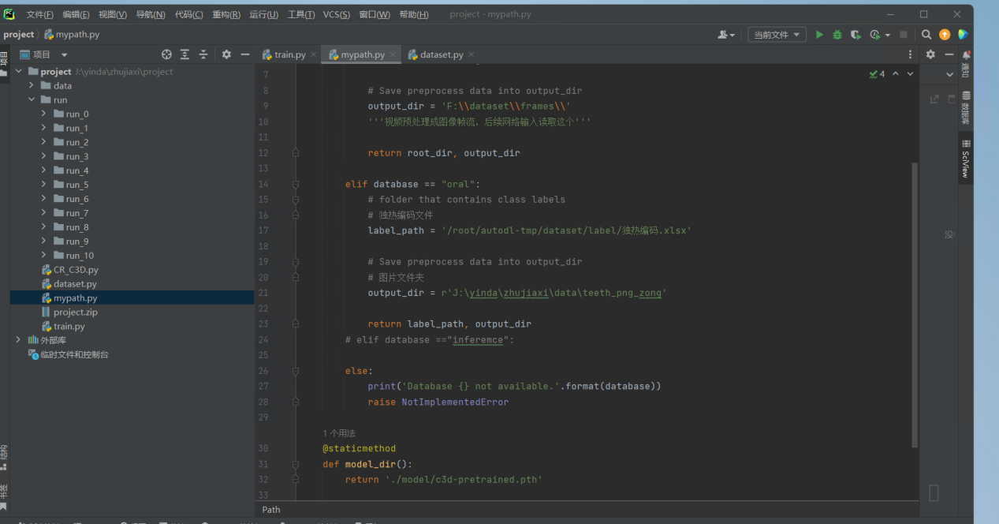 文件(F) 编辑(E) 视图(V) 导航(N) 代码(C) 重构(R) 运行(U) 工具(T) VCS(S) 窗口(W) 帮助(H) project - mypath.py
project mypath.py
当前文件
项目
train.py mypath.py dataset.py
project J:\yinda\zhujiaxi\project
data
run
run_0
run_1
run_2
run_3
run_4
run_5
run_6
run_7
run_8
run_9
run_10
CR_C3D.py
dataset.py
mypath.py
project.zip
train.py
外部库
临时文件和控制台
4
7
8 # Save preprocess data into output_dir
9 output_dir = 'F:\\dataset\\frames\\'
10 '''视频预处理成图像帧流，后续网络输入读取这个'''
11
12 return root_dir, output_dir
13
14 elif database == "oral":
15 # folder that contains class labels
16 # 独热编码文件
17 label_path = '/root/autodl-tmp/dataset/label/独热编码.xlsx'
18
19 # Save preprocess data into output_dir
20 # 图片文件夹
21 output_dir = r'J:\yinda\zhujiaxi\data\teeth_png_zong'
22
23 return label_path, output_dir
24 # elif database =="inferemce":
25
26 else:
27 print('Database {} not available.'.format(database))
28 raise NotImplementedError
29
1 个用法
30 @staticmethod
31 def model_dir():
32 return './model/c3d-pretrained.pth'
33
Path
项目
结构
书签
通知
数据库
SciView
没